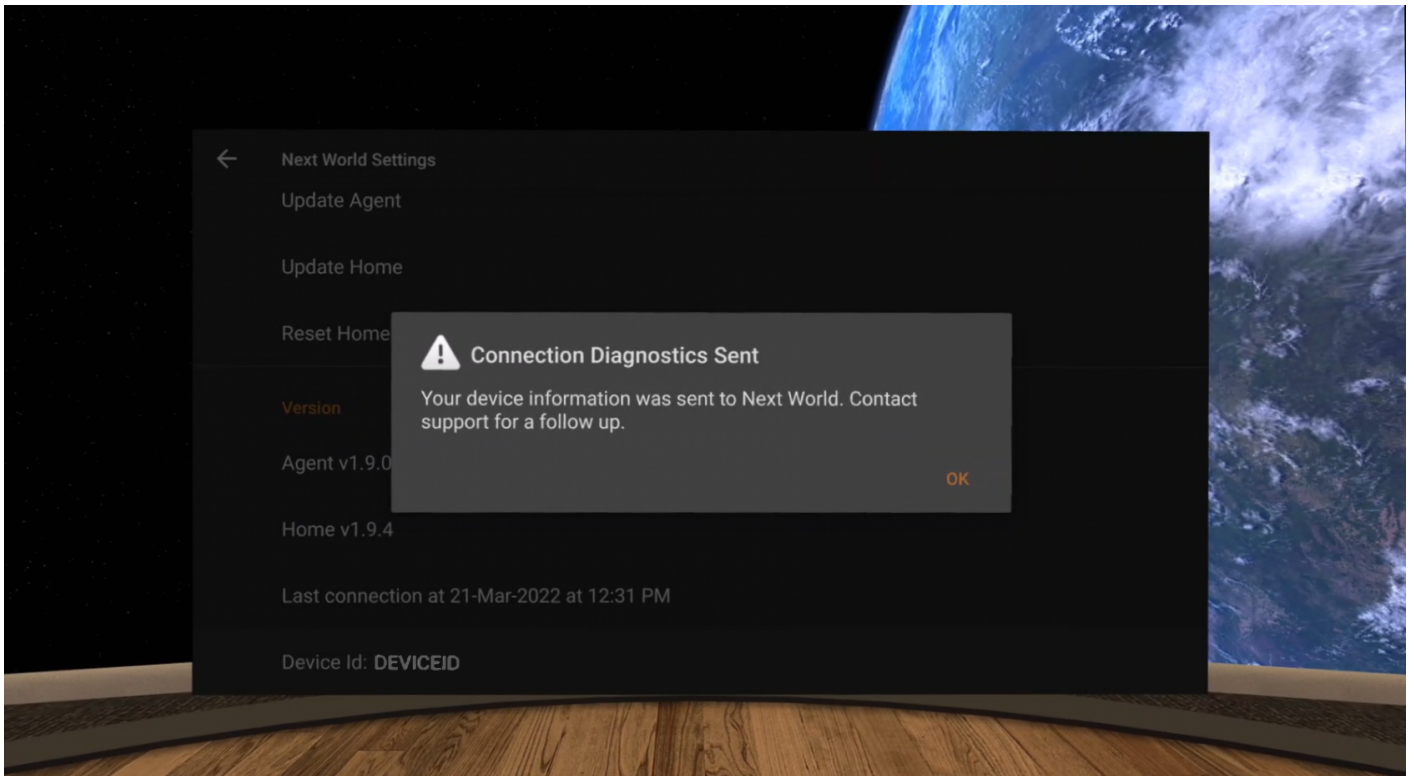 Next World Settings
Update Agent
Update Home
Reset Home
Connection Diagnostics Sent
Your device information was sent to Next World. Contact
support for a follow up.
OK
Version
Agent v1.9.0
Home v1.9.4
Last connection at 21-Mar-2022 at 12:31 PM
Device Id: DEVICEID